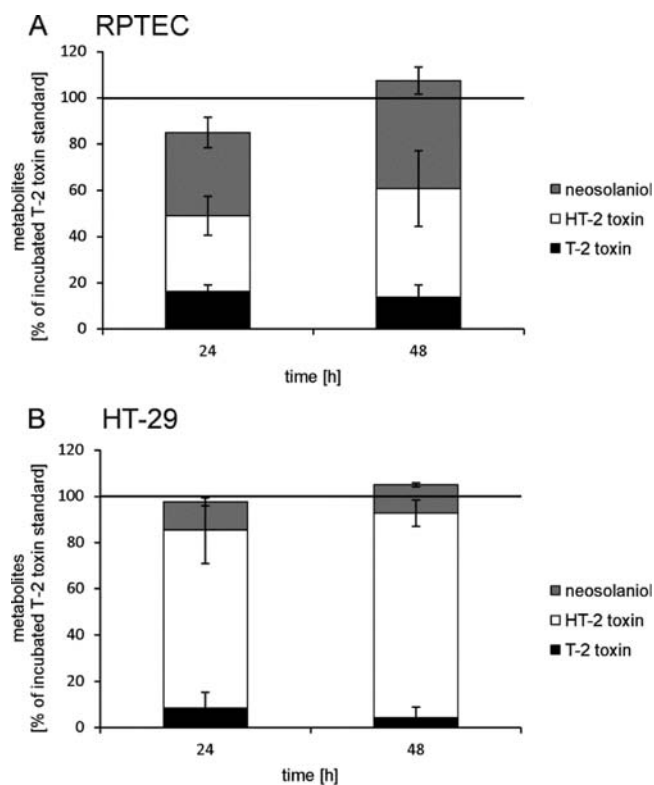 A RPTEC
metabolites
[% of incubated T-2 toxin standard]
120
100
80
60
40
20
0
24
48
time [h]
neosolaniol
HT-2 toxin
T-2 toxin
B HT-29
metabolites
[% of incubated T-2 toxin standard]
120
100
80
60
40
20
0
24
48
time [h]
neosolaniol
HT-2 toxin
T-2 toxin